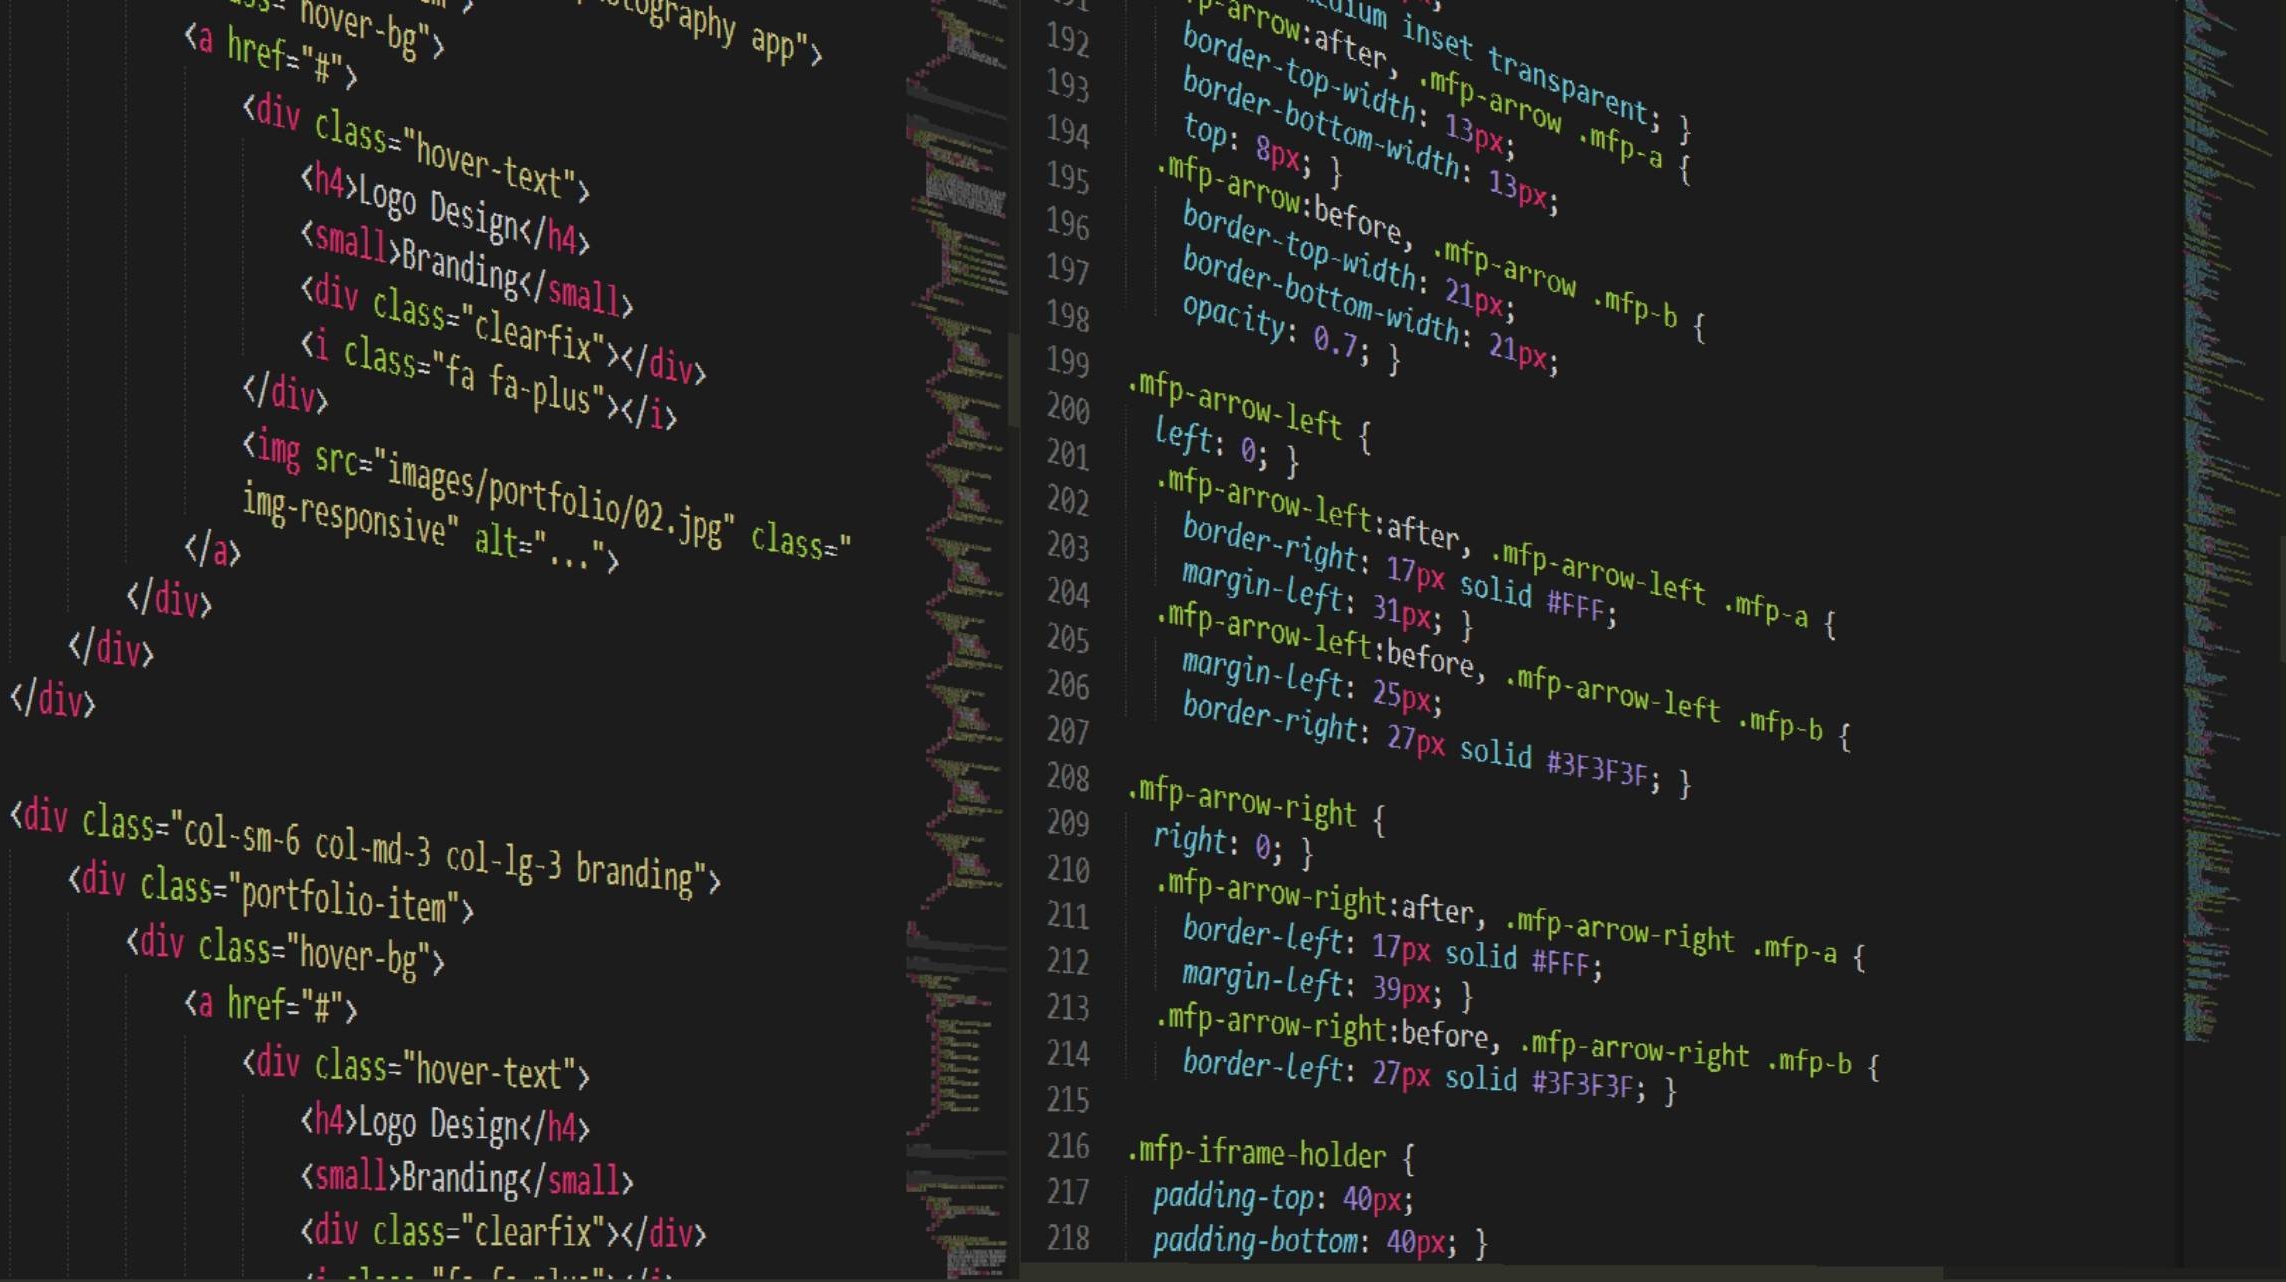 hover-bg">
<a href="#">
<div class="hover-text">
<h4>Logo Design</h4>
<small>Branding</small>
<div class="clearfix"></div>
<i class="fa fa-plus"></i>
</div>
<img src="images/portfolio/02.jpg" class="
img-responsive" alt="...">
</a>
</div>
</div>
</div>
<div class="col-sm-6 col-md-3 col-lg-3 branding">
<div class="portfolio-item">
<div class="hover-bg">
<a href="#">
<div class="hover-text">
<h4>Logo Design</h4>
<small>Branding</small>
<div class="clearfix"></div>
inset transparent; }
192 .mfp-arrow .mfp-a {
193 border-top-width: 13px;
194 border-bottom-width: 13px;
195 top: 8px; }
196 .mfp-arrow:before, .mfp-arrow .mfp-b {
197 border-top-width: 21px;
198 border-bottom-width: 21px;
199 opacity: 0.7; }
200 .mfp-arrow-left {
201 left: 0; }
202 .mfp-arrow-left:after, .mfp-arrow-left .mfp-a {
203 border-right: 17px solid #FFF;
204 margin-left: 31px; }
205 .mfp-arrow-left:before, .mfp-arrow-left .mfp-b {
206 margin-left: 25px;
207 border-right: 27px solid #3F3F3F; }
208
209 .mfp-arrow-right {
210 right: 0; }
211 .mfp-arrow-right:after, .mfp-arrow-right .mfp-a {
212 border-left: 17px solid #FFF;
213 margin-left: 39px; }
214 .mfp-arrow-right:before, .mfp-arrow-right .mfp-b {
215 border-left: 27px solid #3F3F3F; }
216 .mfp-iframe-holder {
217 padding-top: 40px;
218 padding-bottom: 40px; }